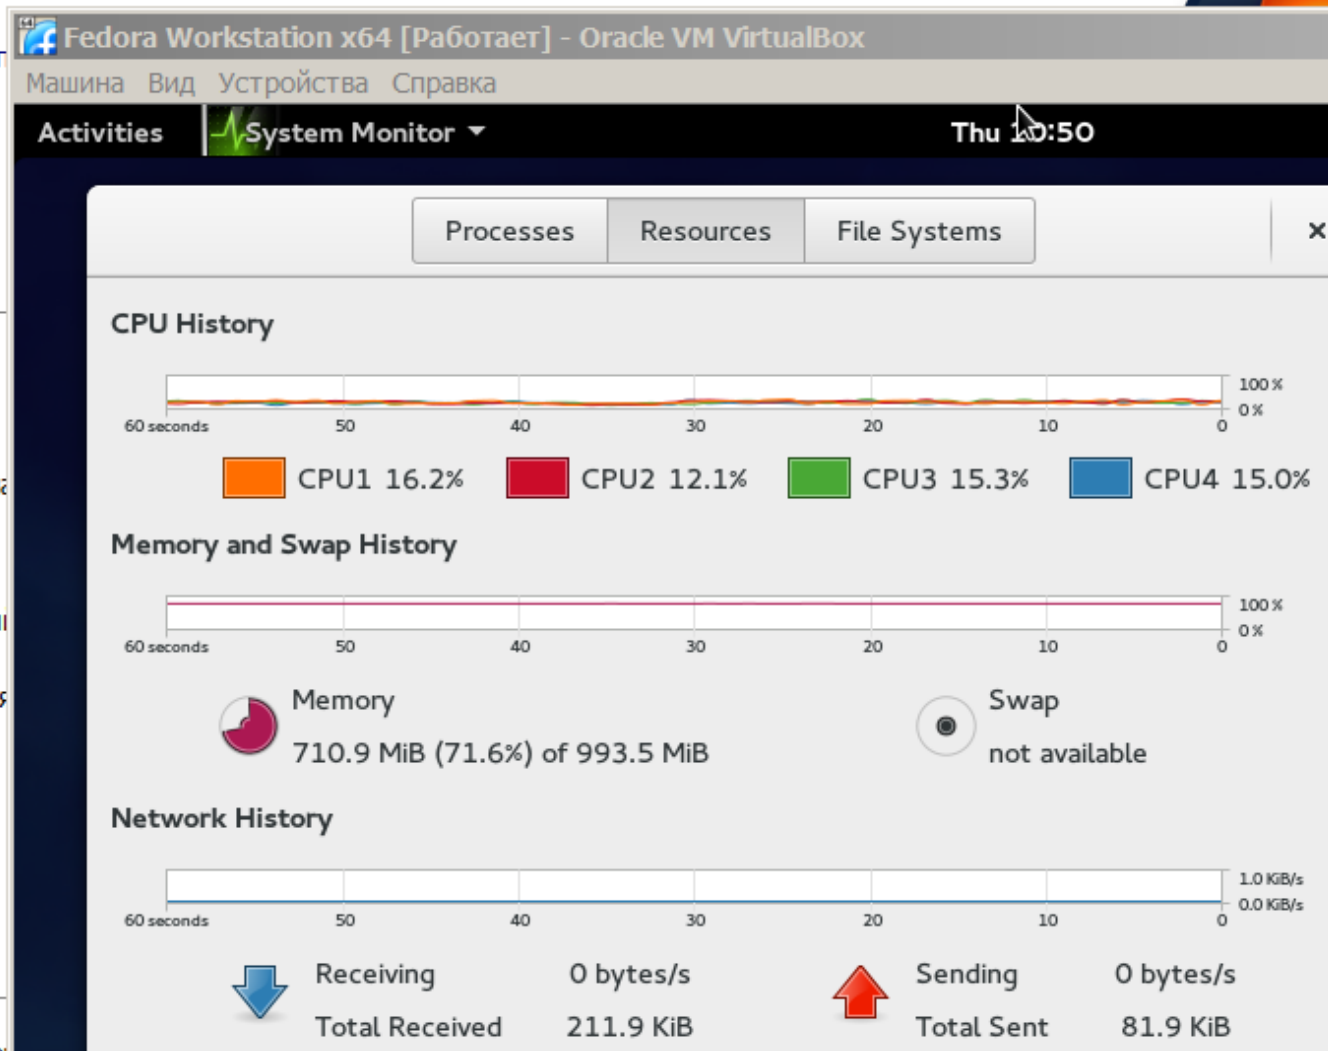 Fedora Workstation x64 [Работает] - Oracle VM VirtualBox
Машина Вид Устройства Справка
Activities System Monitor Thu 10:50
Processes Resources File Systems
CPU History
100 %
0 %
60 seconds 50 40 30 20 10 0
CPU1 16.2% CPU2 12.1% CPU3 15.3% CPU4 15.0%
Memory and Swap History
100 %
0 %
60 seconds 50 40 30 20 10 0
Memory Swap
710.9 MiB (71.6%) of 993.5 MiB not available
Network History
1.0 KiB/s
0.0 KiB/s
60 seconds 50 40 30 20 10 0
Receiving 0 bytes/s Sending 0 bytes/s
Total Received 211.9 KiB Total Sent 81.9 KiB